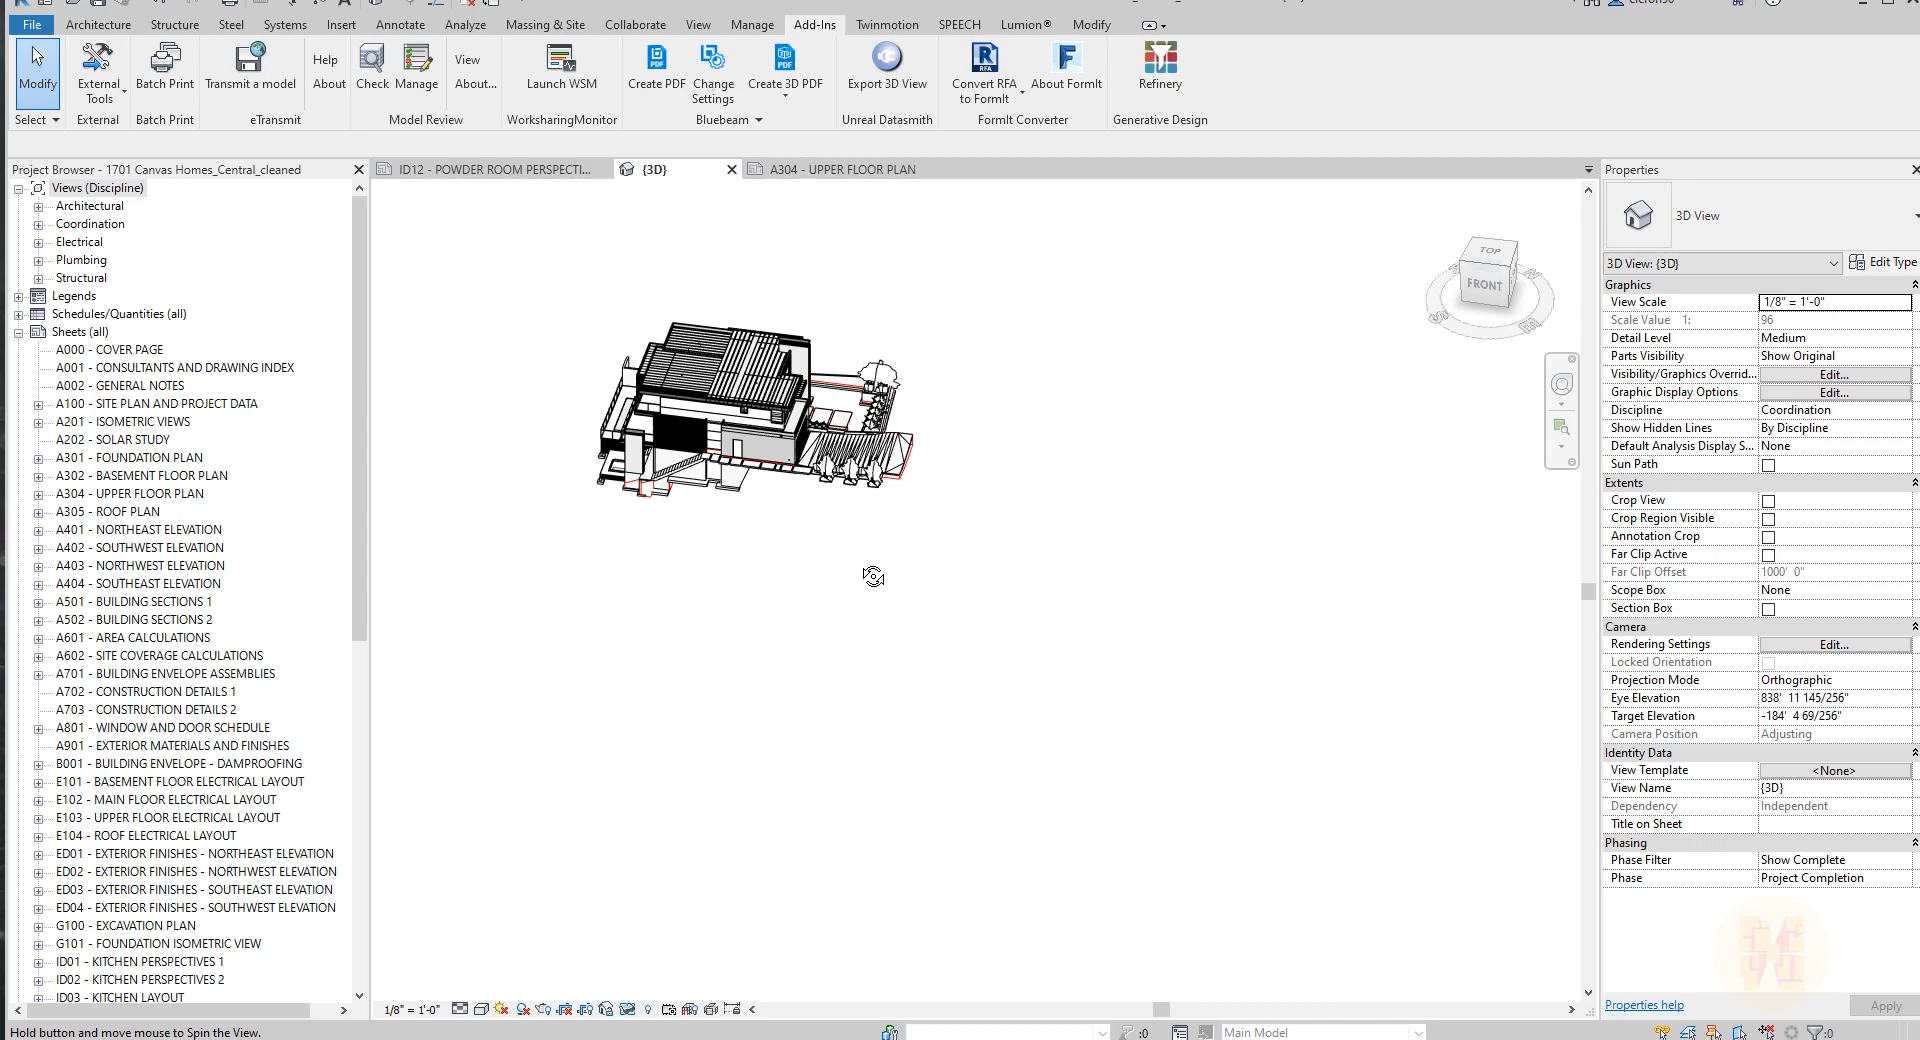 File Architecture Structure Steel Systems Insert Annotate Analyze Massing & Site Collaborate View Manage Add-Ins Twinmotion SPEECH Lumion® Modify
Modify
External Tools
Batch Print
Transmit a model
Help
About
Check
Manage
View
About...
Launch WSM
Create PDF
Change Settings
Create 3D PDF
Export 3D View
Convert RFA to FormIt
About FormIt
Refinery
Select External Batch Print eTransmit Model Review WorksharingMonitor Bluebeam Unreal Datasmith FormIt Converter Generative Design
Project Browser - 1701 Canvas Homes_Central_cleaned
Views (Discipline)
Architectural
Coordination
Electrical
Plumbing
Structural
Legends
Schedules/Quantities (all)
Sheets (all)
A000 - COVER PAGE
A001 - CONSULTANTS AND DRAWING INDEX
A002 - GENERAL NOTES
A100 - SITE PLAN AND PROJECT DATA
A201 - ISOMETRIC VIEWS
A202 - SOLAR STUDY
A301 - FOUNDATION PLAN
A302 - BASEMENT FLOOR PLAN
A304 - UPPER FLOOR PLAN
A305 - ROOF PLAN
A401 - NORTHEAST ELEVATION
A402 - SOUTHWEST ELEVATION
A403 - NORTHWEST ELEVATION
A404 - SOUTHEAST ELEVATION
A501 - BUILDING SECTIONS 1
A502 - BUILDING SECTIONS 2
A601 - AREA CALCULATIONS
A602 - SITE COVERAGE CALCULATIONS
A701 - BUILDING ENVELOPE ASSEMBLIES
A702 - CONSTRUCTION DETAILS 1
A703 - CONSTRUCTION DETAILS 2
A801 - WINDOW AND DOOR SCHEDULE
A901 - EXTERIOR MATERIALS AND FINISHES
B001 - BUILDING ENVELOPE - DAMPROOFING
E101 - BASEMENT FLOOR ELECTRICAL LAYOUT
E102 - MAIN FLOOR ELECTRICAL LAYOUT
E103 - UPPER FLOOR ELECTRICAL LAYOUT
E104 - ROOF ELECTRICAL LAYOUT
ED01 - EXTERIOR FINISHES - NORTHEAST ELEVATION
ED02 - EXTERIOR FINISHES - NORTHWEST ELEVATION
ED03 - EXTERIOR FINISHES - SOUTHEAST ELEVATION
ED04 - EXTERIOR FINISHES - SOUTHWEST ELEVATION
G100 - EXCAVATION PLAN
G101 - FOUNDATION ISOMETRIC VIEW
ID01 - KITCHEN PERSPECTIVES 1
ID02 - KITCHEN PERSPECTIVES 2
ID03 - KITCHEN LAYOUT
ID12 - POWDER ROOM PERSPECTI... {3D} A304 - UPPER FLOOR PLAN
TOP
FRONT
1/8" = 1'-0"
Properties
3D View
3D View: {3D} Edit Type
Graphics
View Scale 1/8" = 1'-0"
Scale Value 1: 96
Detail Level Medium
Parts Visibility Show Original
Visibility/Graphics Overrid... Edit...
Graphic Display Options Edit...
Discipline Coordination
Show Hidden Lines By Discipline
Default Analysis Display S... None
Sun Path
Extents
Crop View
Crop Region Visible
Annotation Crop
Far Clip Active
Far Clip Offset 1000' 0"
Scope Box None
Section Box
Camera
Rendering Settings Edit...
Locked Orientation
Projection Mode Orthographic
Eye Elevation 838' 11 145/256"
Target Elevation -184' 4 69/256"
Camera Position Adjusting
Identity Data
View Template <None>
View Name {3D}
Dependency Independent
Title on Sheet
Phasing
Phase Filter Show Complete
Phase Project Completion
Properties help Apply
Hold button and move mouse to Spin the View. :0 Main Model :0